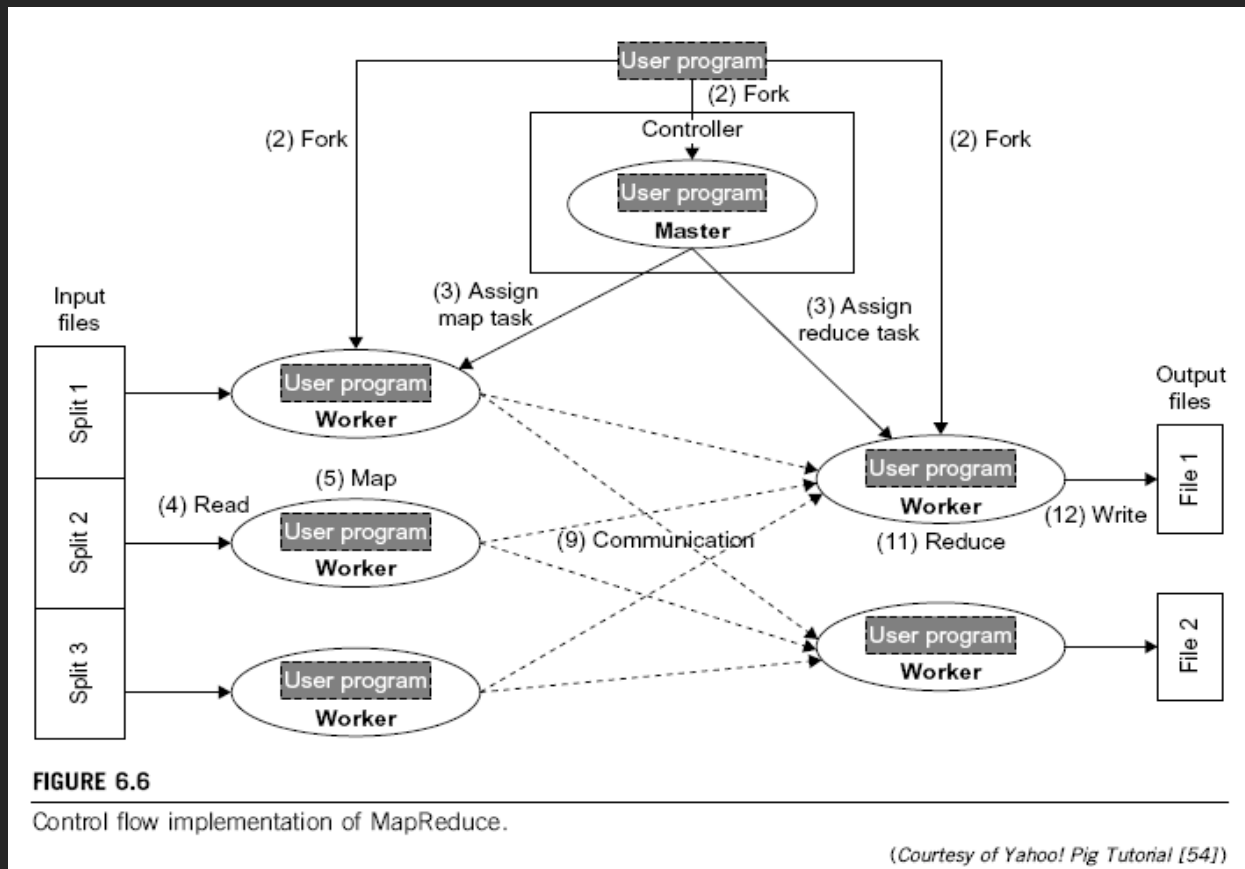 User program
(2) Fork
(2) Fork
(2) Fork
Controller
User program
Master
(3) Assign
map task
(3) Assign
reduce task
Input
files
Split 1
Split 2
Split 3
User program
Worker
(4) Read
(5) Map
User program
Worker
User program
Worker
(9) Communication
User program
Worker
(11) Reduce
(12) Write
User program
Worker
Output
files
File 1
File 2
FIGURE 6.6
Control flow implementation of MapReduce.
(Courtesy of Yahoo! Pig Tutorial [54])